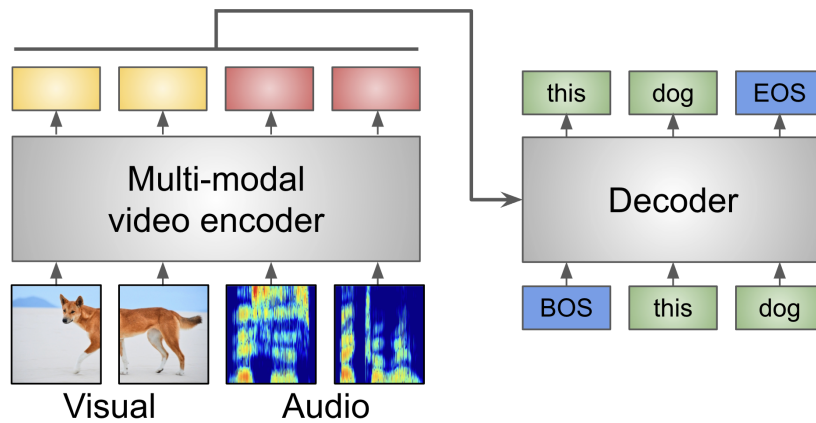 this
dog
EOS
Multi-modal
video encoder
Decoder
BOS
this
dog
Visual
Audio